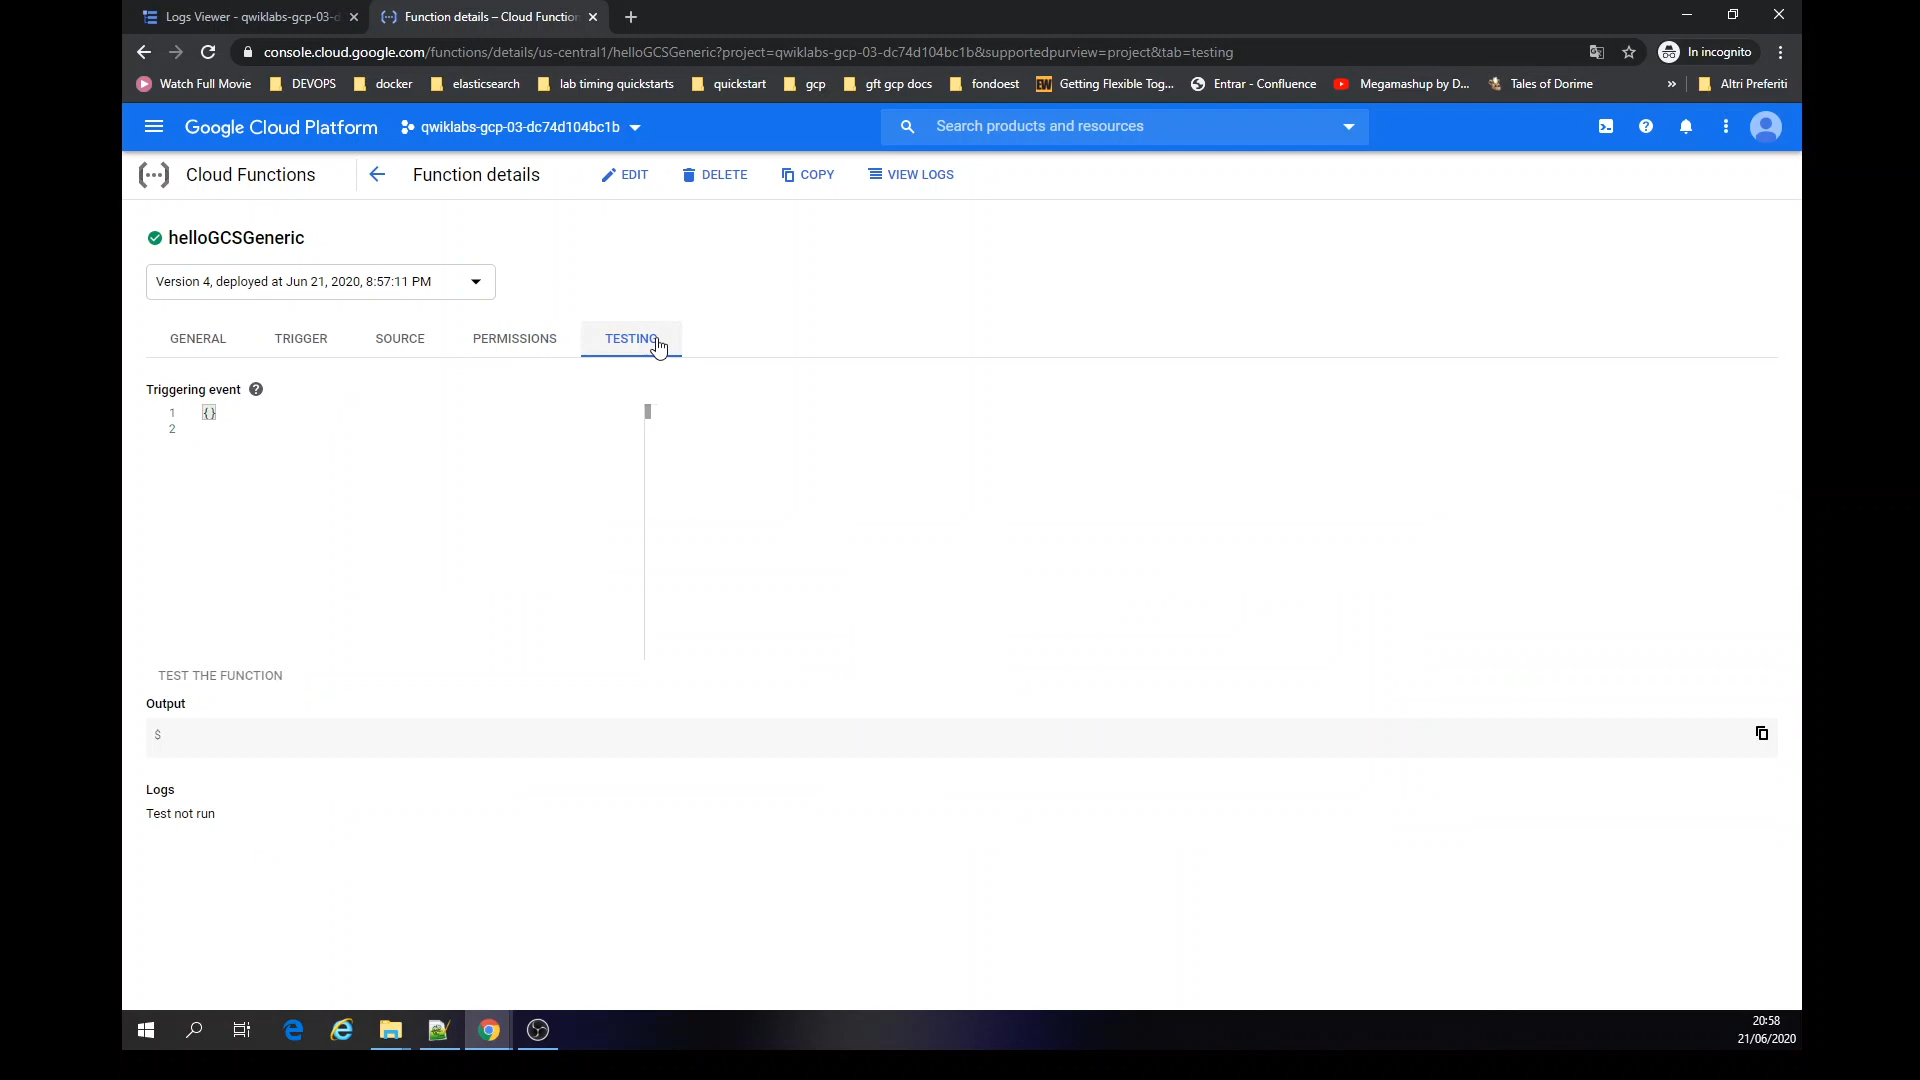 Logs Viewer - qwiklabs-gcp-03-d
Function details – Cloud Function
console.cloud.google.com/functions/details/us-central1/helloGCSGeneric?project=qwiklabs-gcp-03-dc74d104bc1b&supportedpurview=project&tab=testing
In incognito
Watch Full Movie DEVOPS docker elasticsearch lab timing quickstarts quickstart gcp gft gcp docs fondoest Getting Flexible Tog... Entrar - Confluence Megamashup by D... Tales of Dorime » Altri Preferiti
Google Cloud Platform qwiklabs-gcp-03-dc74d104bc1b Search products and resources
Cloud Functions Function details EDIT DELETE COPY VIEW LOGS
helloGCSGeneric
Version 4, deployed at Jun 21, 2020, 8:57:11 PM
GENERAL TRIGGER SOURCE PERMISSIONS TESTING
Triggering event
1 {}
2
TEST THE FUNCTION
Output
$
Logs
Test not run
20:58
21/06/2020